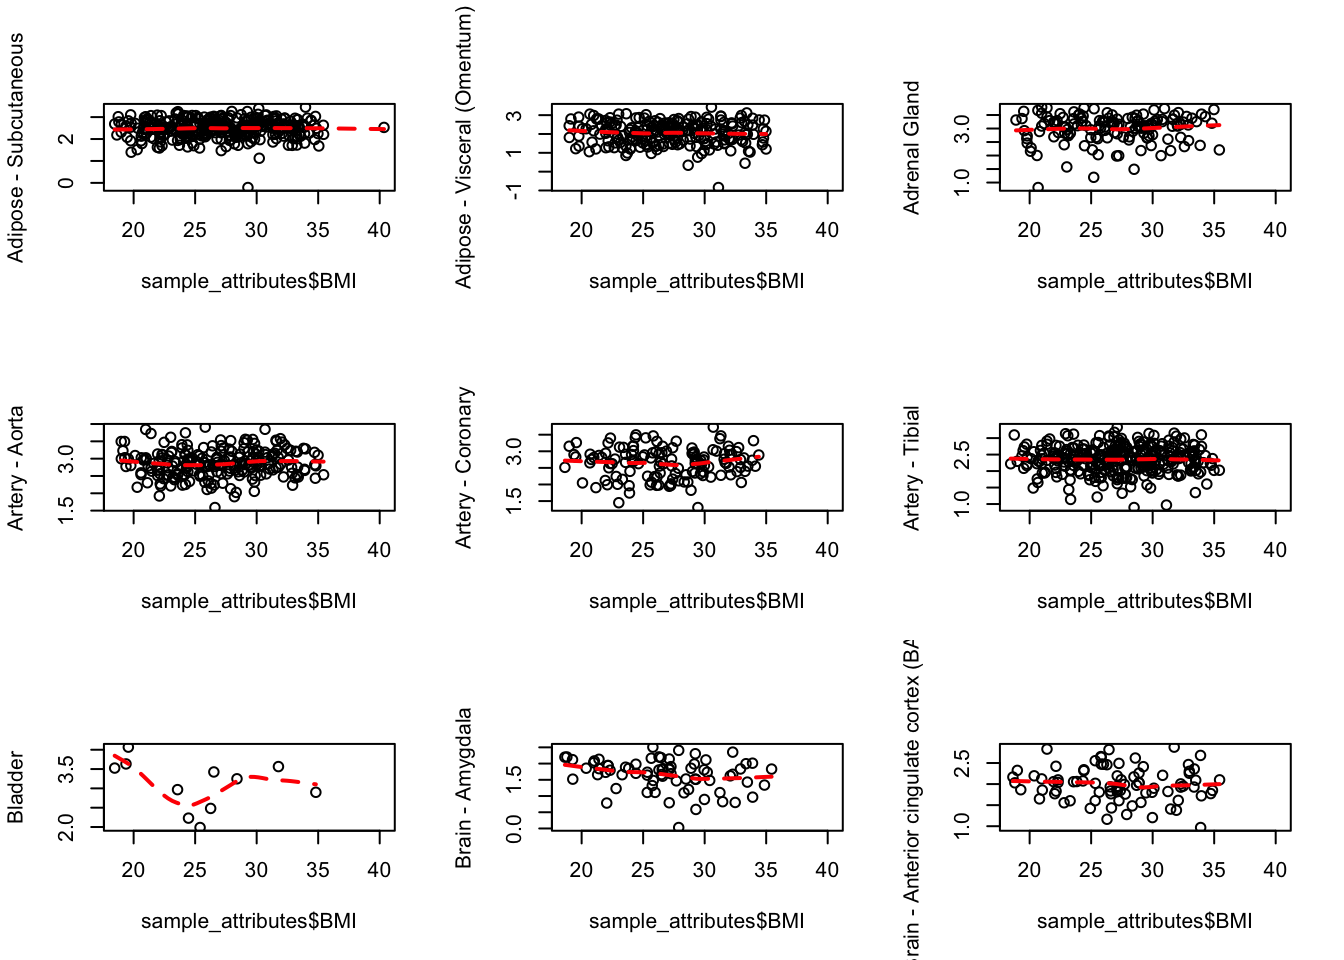 Adipose - Subcutaneous
0 2
20 25 30 35 40
sample_attributes$BMI
Adipose - Visceral (Omentum)
-1 1 3
20 25 30 35 40
sample_attributes$BMI
Adrenal Gland
1.0 3.0
20 25 30 35 40
sample_attributes$BMI
Artery - Aorta
1.5 3.0
20 25 30 35 40
sample_attributes$BMI
Artery - Coronary
1.5 3.0
20 25 30 35 40
sample_attributes$BMI
Artery - Tibial
1.0 2.5
20 25 30 35 40
sample_attributes$BMI
Bladder
2.0 3.5
20 25 30 35 40
sample_attributes$BMI
Brain - Amygdala
0.0 1.5
20 25 30 35 40
sample_attributes$BMI
rain - Anterior cingulate cortex (BA
1.0 2.5
20 25 30 35 40
sample_attributes$BMI